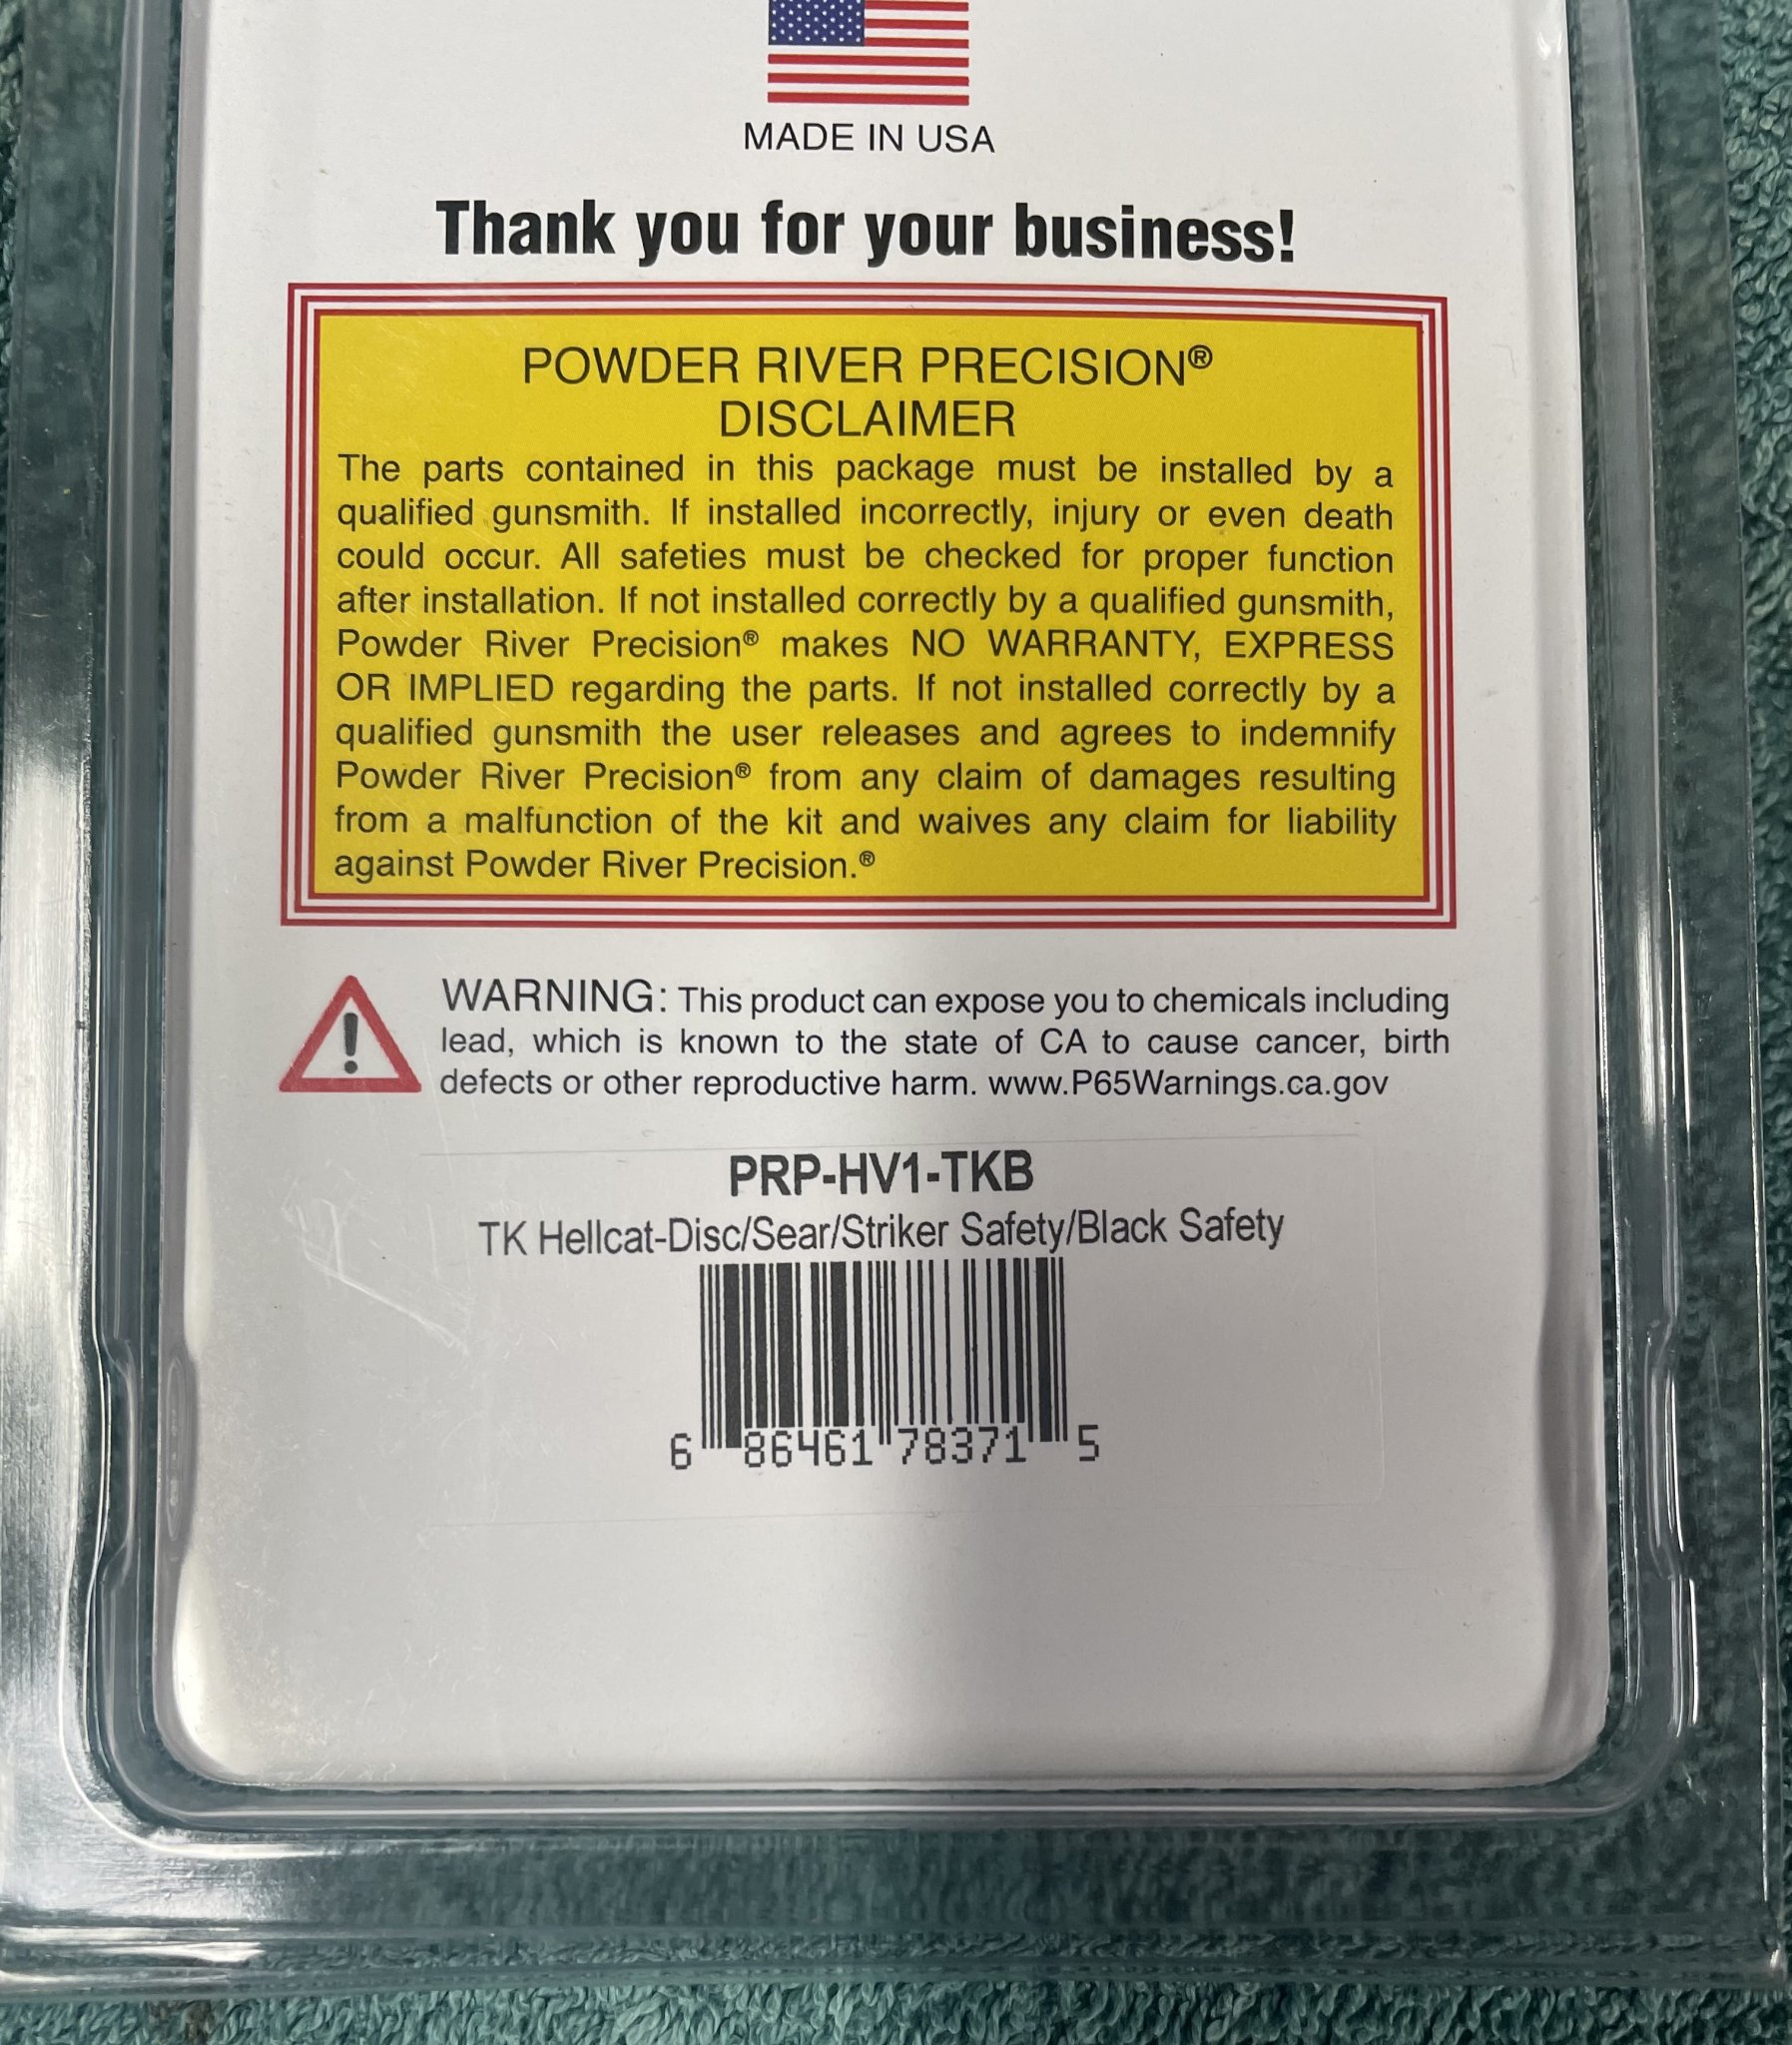 MADE IN USA
Thank you for your business!
POWDER RIVER PRECISION®
DISCLAIMER
The parts contained in this package must be installed by a
qualified gunsmith. If installed incorrectly, injury or even death
could occur. All safeties must be checked for proper function
after installation. If not installed correctly by a qualified gunsmith,
Powder River Precision® makes NO WARRANTY, EXPRESS
OR IMPLIED regarding the parts. If not installed correctly by a
qualified gunsmith the user releases and agrees to indemnify
Powder River Precision® from any claim of damages resulting
from a malfunction of the kit and waives any claim for liability
against Powder River Precision.®
WARNING: This product can expose you to chemicals including
lead, which is known to the state of CA to cause cancer, birth
defects or other reproductive harm. www.P65Warnings.ca.gov
PRP-HV1-TKB
TK Hellcat-Disc/Sear/Striker Safety/Black Safety
6 86461 78371 5